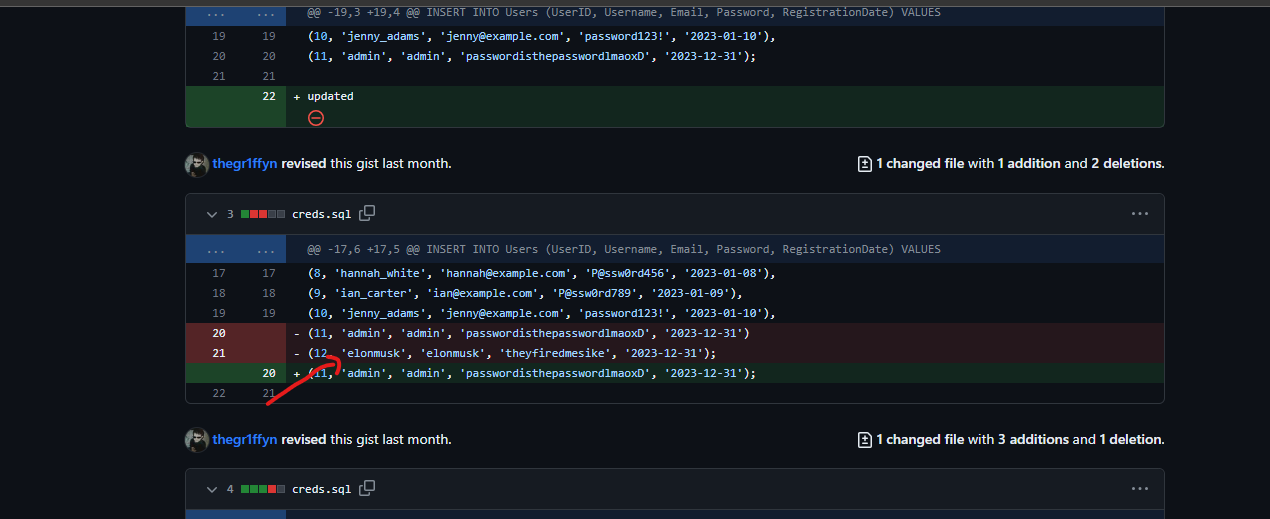 ... ... @@ -19,3 +19,4 @@ INSERT INTO Users (UserID, Username, Email, Password, RegistrationDate) VALUES
19 19 (10, 'jenny_adams', 'jenny@example.com', 'password123!', '2023-01-10'),
20 20 (11, 'admin', 'admin', 'passwordisthepasswordlmaoxD', '2023-12-31');
21 21
22 + updated
thegr1ffyn revised this gist last month. 1 changed file with 1 addition and 2 deletions.
3 creds.sql ...
... ... @@ -17,6 +17,5 @@ INSERT INTO Users (UserID, Username, Email, Password, RegistrationDate) VALUES
17 17 (8, 'hannah_white', 'hannah@example.com', 'P@ssw0rd456', '2023-01-08'),
18 18 (9, 'ian_carter', 'ian@example.com', 'P@ssw0rd789', '2023-01-09'),
19 19 (10, 'jenny_adams', 'jenny@example.com', 'password123!', '2023-01-10'),
20 - (11, 'admin', 'admin', 'passwordisthepasswordlmaoxD', '2023-12-31')
21 - (12, 'elonmusk', 'elonmusk', 'theyfiredmesike', '2023-12-31');
20 + (11, 'admin', 'admin', 'passwordisthepasswordlmaoxD', '2023-12-31');
22 21
thegr1ffyn revised this gist last month. 1 changed file with 3 additions and 1 deletion.
4 creds.sql ...